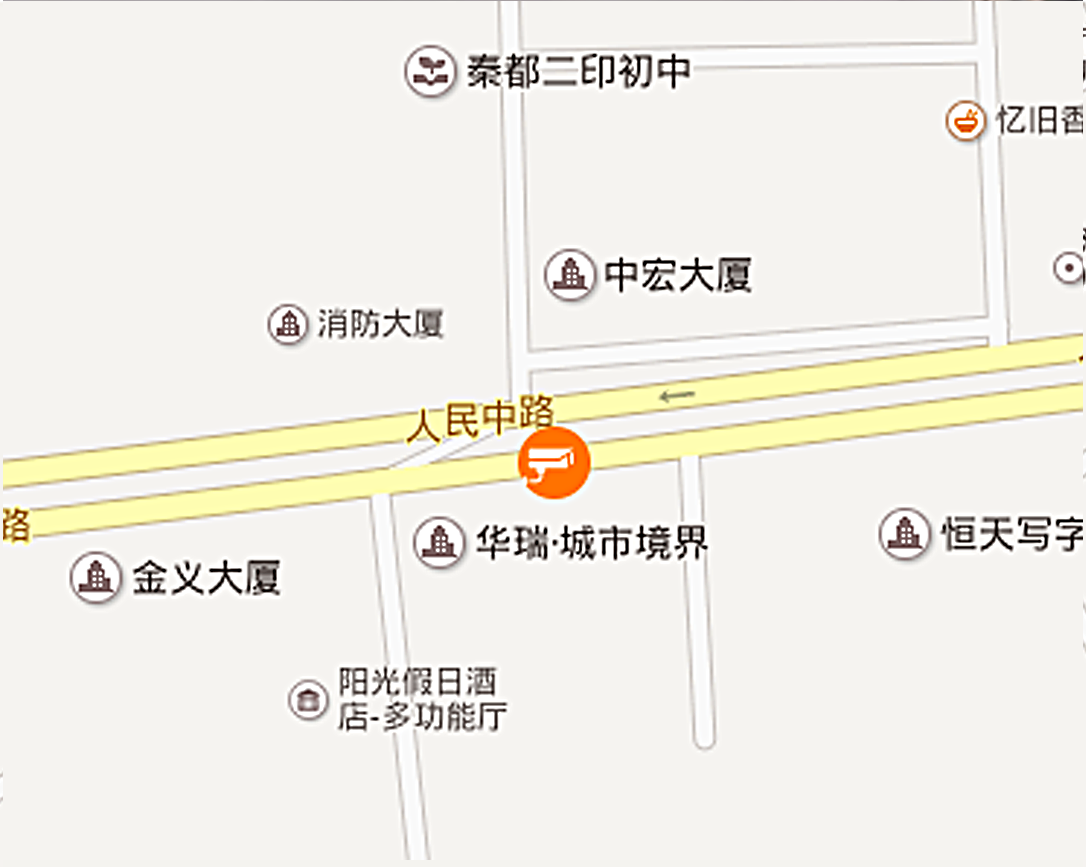 秦都二印初中
忆旧香
中宏大厦
消防大厦
人民中路
路
华瑞·城市境界
恒天写字
金义大厦
阳光假日酒
店-多功能厅